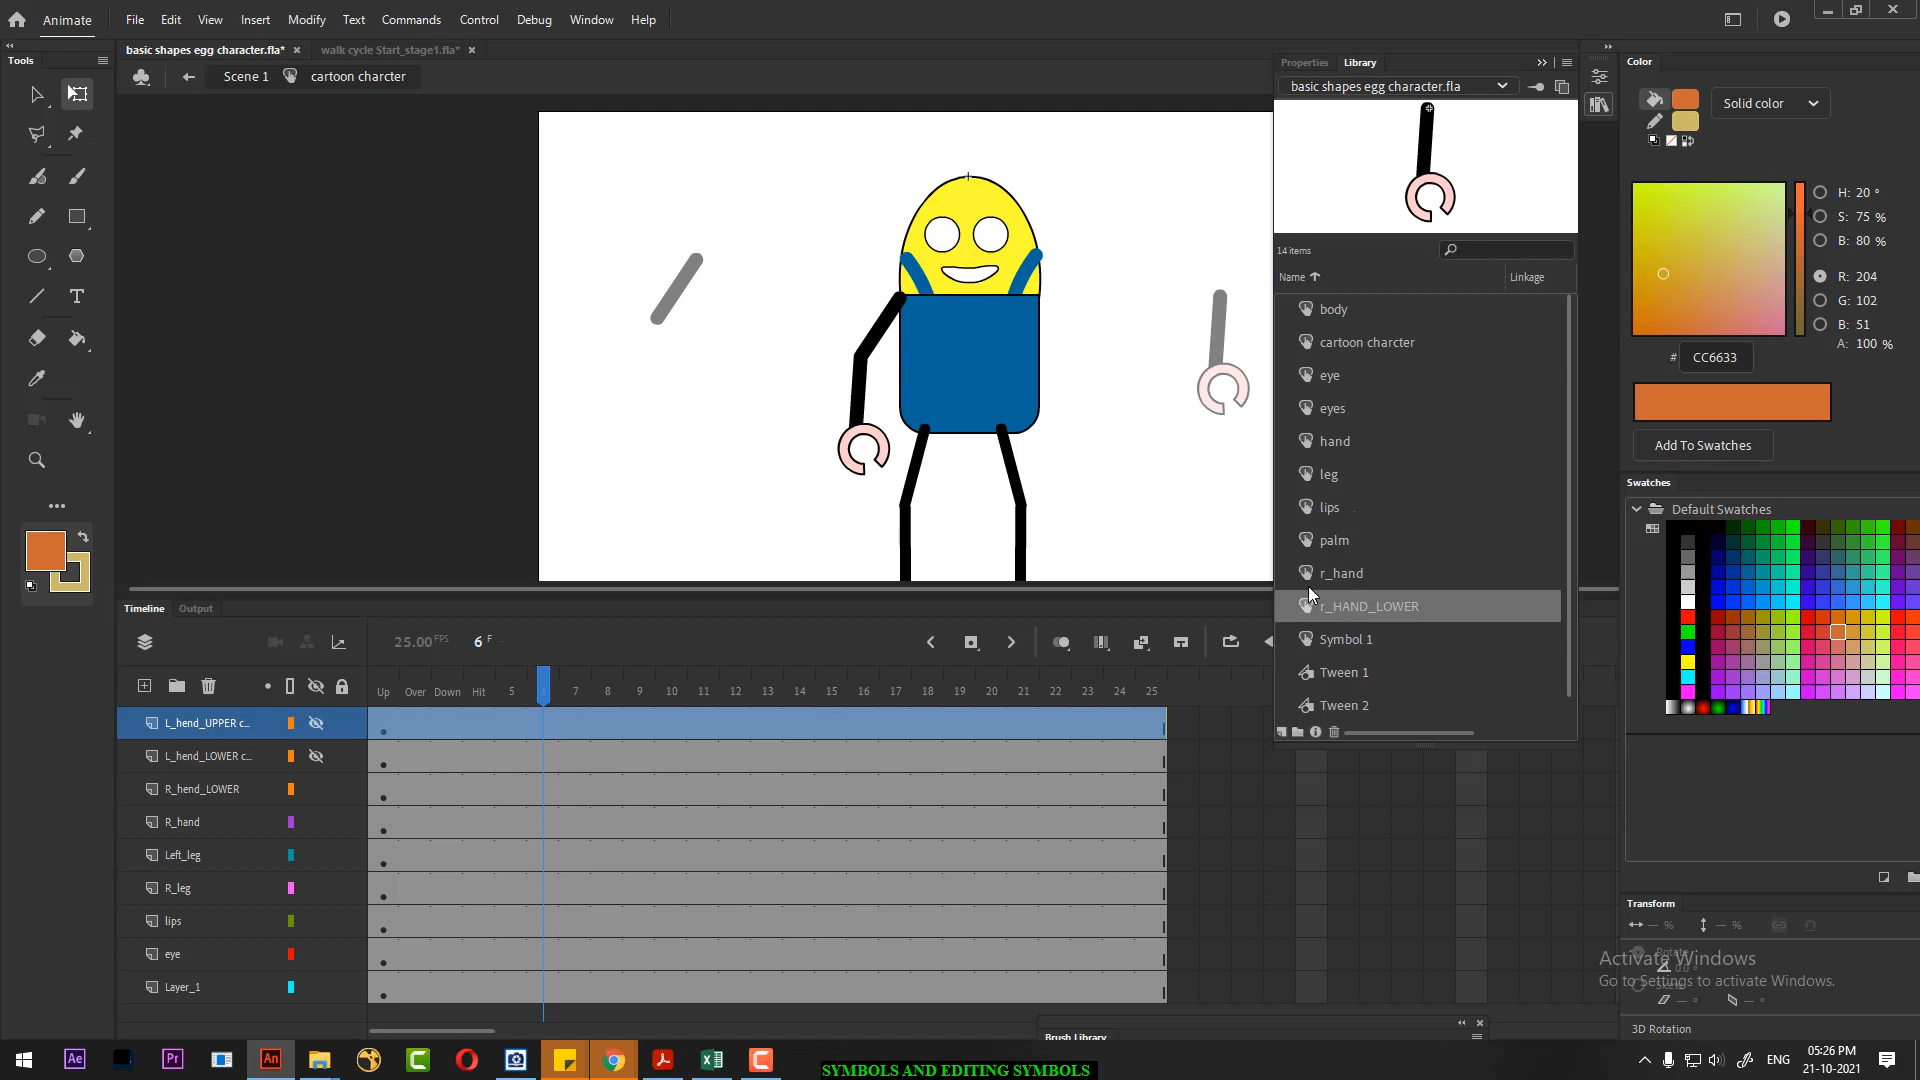 Animate File Edit View Insert Modify Text Commands Control Debug Window Help
basic shapes egg character.fla* walk cycle Start_stage1.fla*
Scene 1 cartoon charcter
Tools
Properties Library
basic shapes egg character.fla
14 items
Name Linkage
body
cartoon charcter
eye
eyes
hand
leg
lips
palm
r_hand
r_HAND_LOWER
Symbol 1
Tween 1
Tween 2
Color
Solid color
H: 20 °
S: 75 %
B: 80 %
R: 204
G: 102
B: 51
A: 100 %
# CC6633
Add To Swatches
Swatches
Default Swatches
Transform
Rotate
0.0 °
3D Rotation
Activate Windows
Go to Settings to activate Windows.
Timeline Output
25.00 FPS 6 F
Up Over Down Hit 5 6 7 8 9 10 11 12 13 14 15 16 17 18 19 20 21 22 23 24 25
L_hend_UPPER c...
L_hend_LOWER c...
R_hend_LOWER
R_hand
Left_leg
R_leg
lips
eye
Layer_1
Brush Library
Ae Pr An
SYMBOLS AND EDITING SYMBOLS
ENG
05:26 PM
21-10-2021